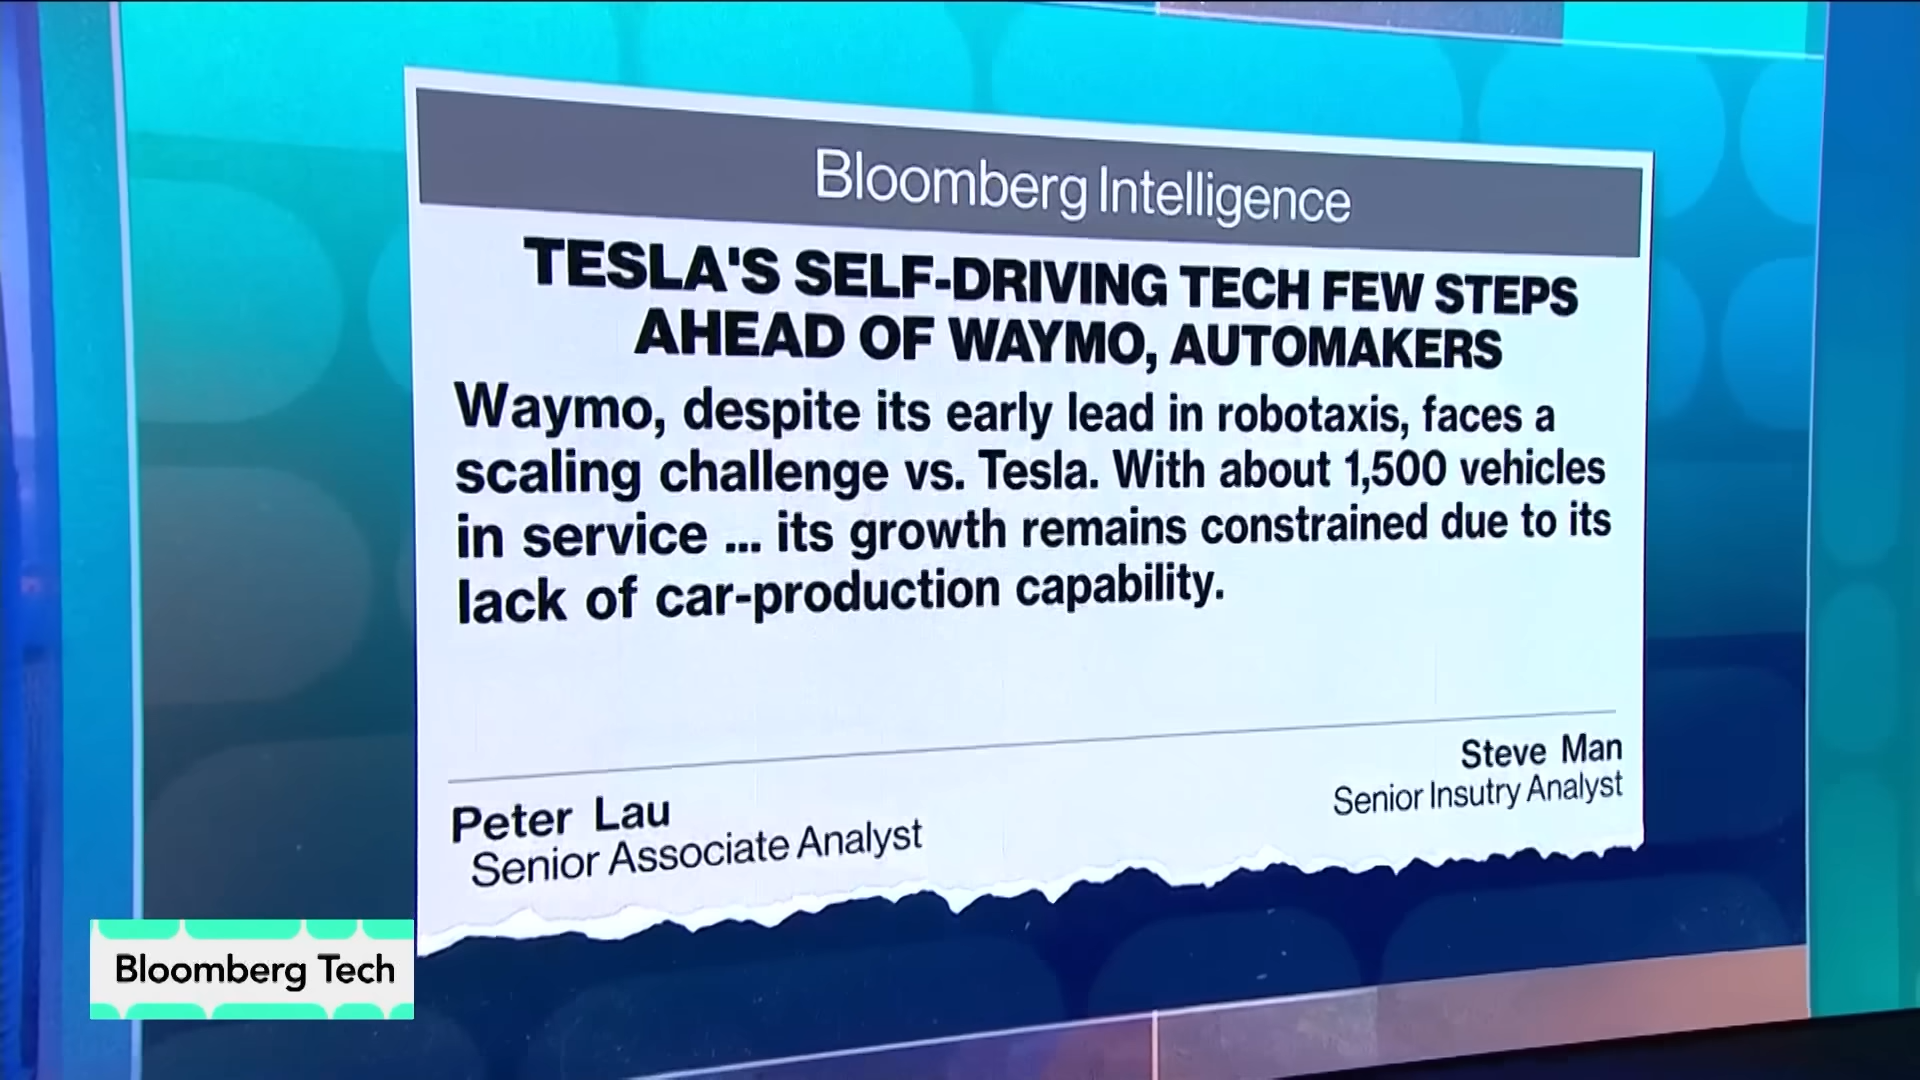 Bloomberg Intelligence
TESLA'S SELF-DRIVING TECH FEW STEPS
AHEAD OF WAYMO, AUTOMAKERS
Waymo, despite its early lead in robotaxis, faces a
scaling challenge vs. Tesla. With about 1,500 vehicles
in service ... its growth remains constrained due to its
lack of car-production capability.
Steve Man
Senior Insutry Analyst
Peter Lau
Senior Associate Analyst
Bloomberg Tech